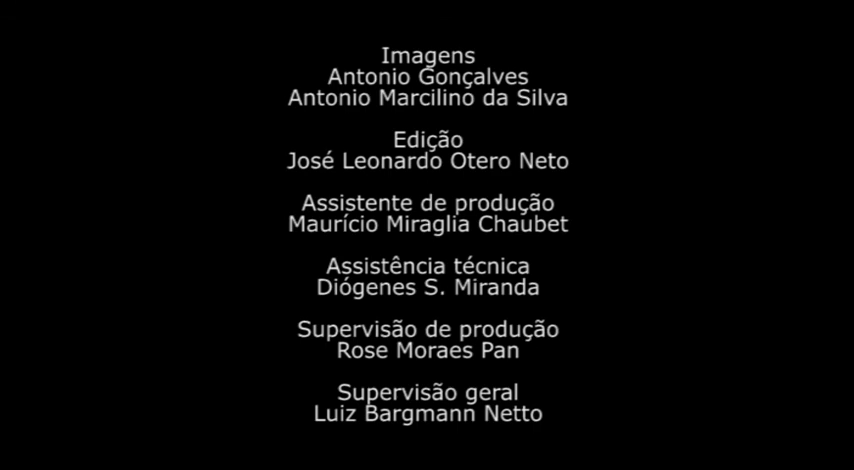 Imagens
Antonio Gonçalves
Antonio Marcilino da Silva
Edição
José Leonardo Otero Neto
Assistente de produção
Maurício Miraglia Chaubet
Assistência técnica
Diógenes S. Miranda
Supervisão de produção
Rose Moraes Pan
Supervisão geral
Luiz Bargmann Netto